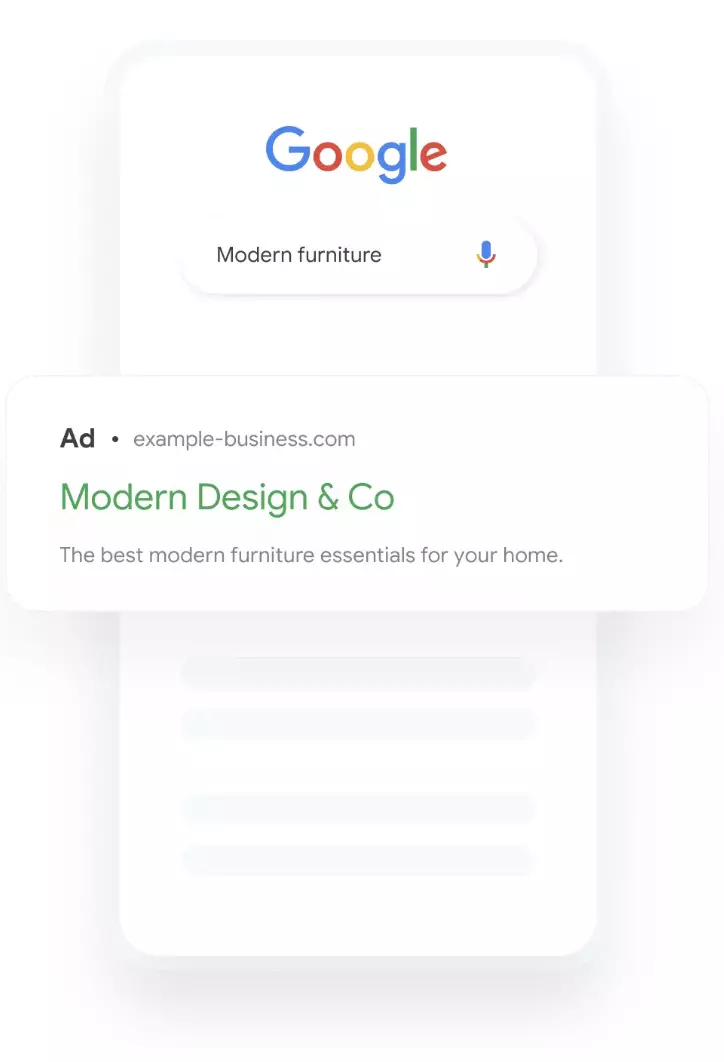 Google
Modern furniture
Ad • example-business.com
Modern Design & Co
The best modern furniture essentials for your home.